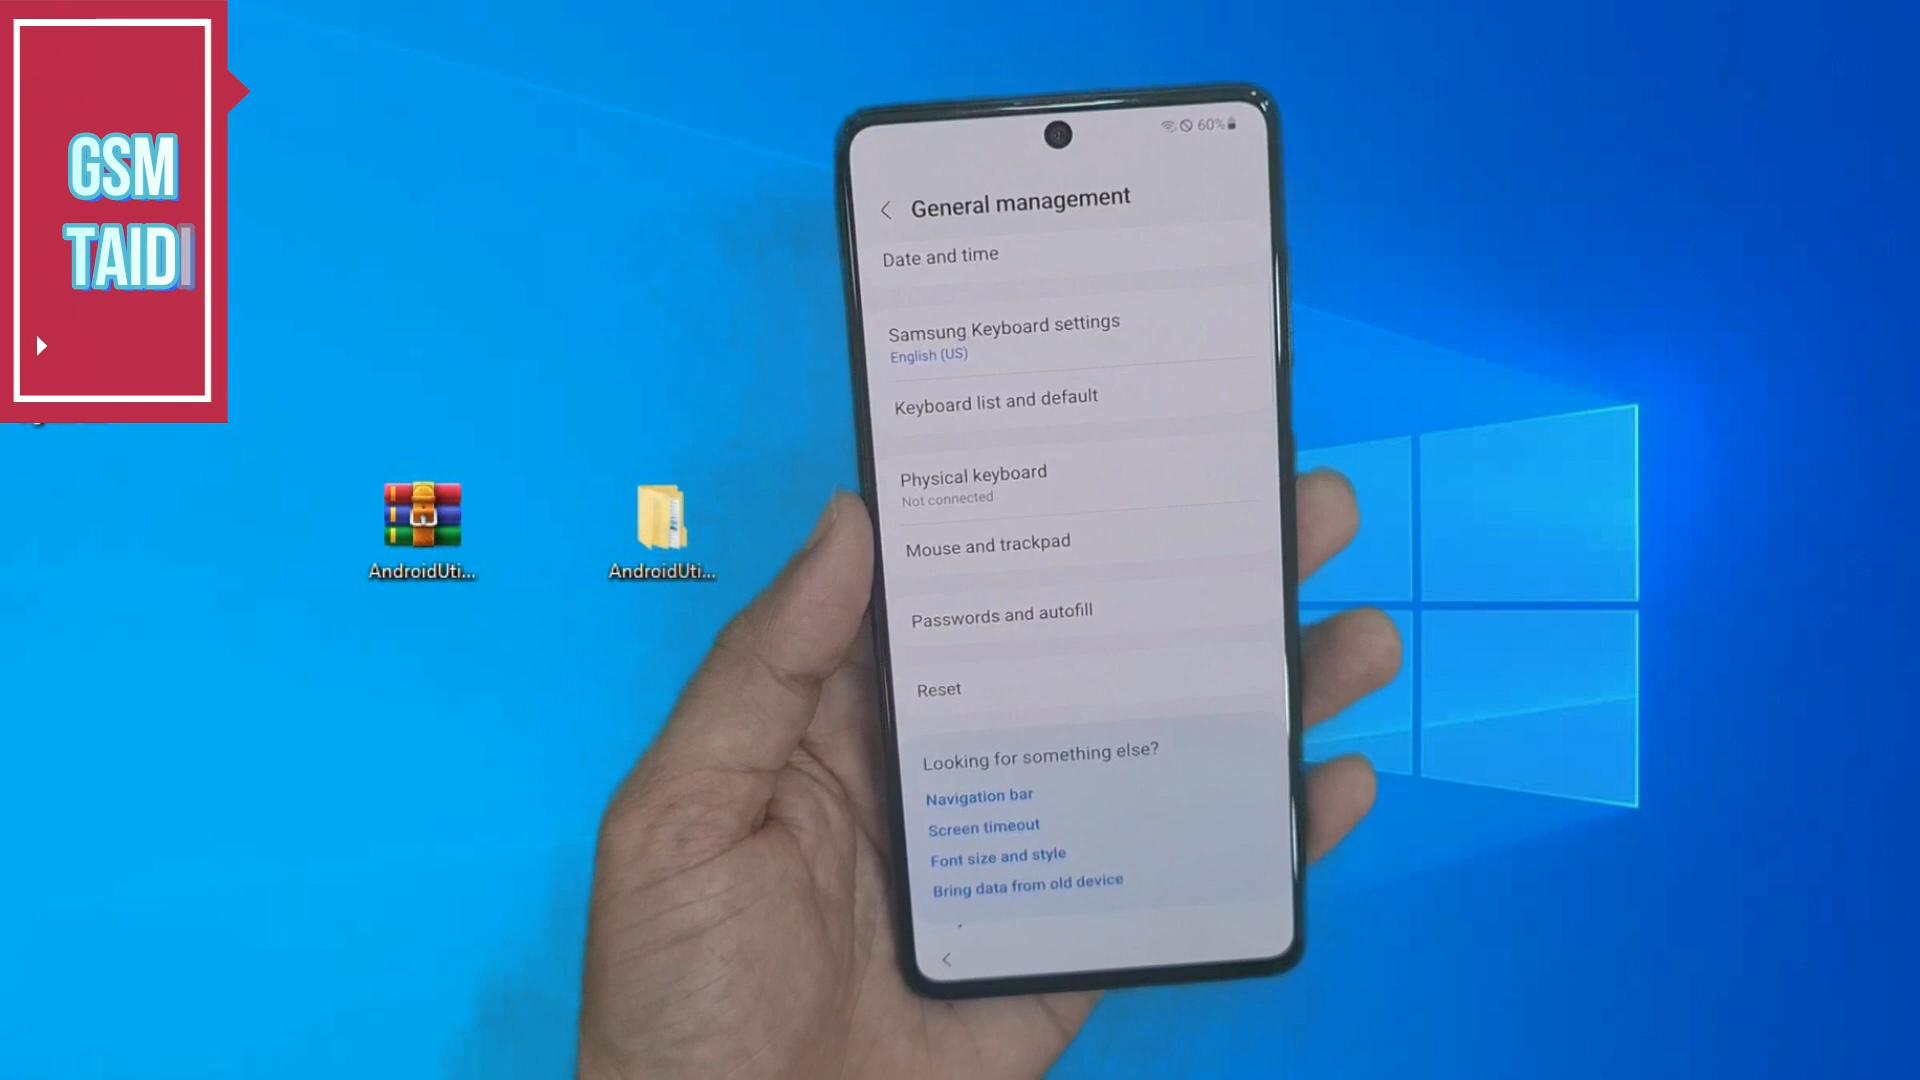 GSM
TAIDI
60%
General management
Date and time
Samsung Keyboard settings
English (US)
Keyboard list and default
Physical keyboard
Not connected
Mouse and trackpad
Passwords and autofill
Reset
Looking for something else?
Navigation bar
Screen timeout
Font size and style
Bring data from old device
AndroidUti...
AndroidUti...